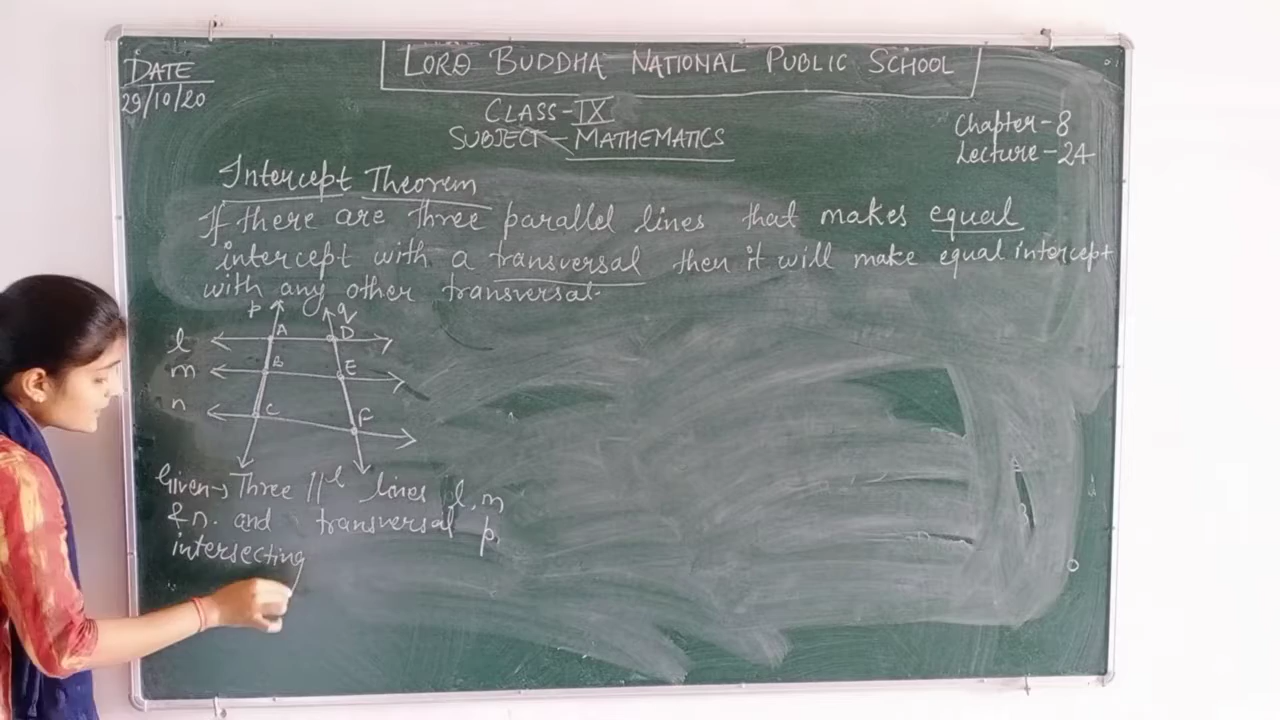 DATE
29/10/20
LORD BUDDHA NATIONAL PUBLIC SCHOOL
CLASS-IX
SUBJECT-MATHEMATICS
Chapter-8
Lecture-24
Intercept Theorem
If there are three parallel lines that makes equal
intercept with a transversal then it will make equal intercept
with any other transversal.
p q
l A D
m B E
n C F
Given→ Three ||el lines l, m
& n. and transversal p,
intersecting